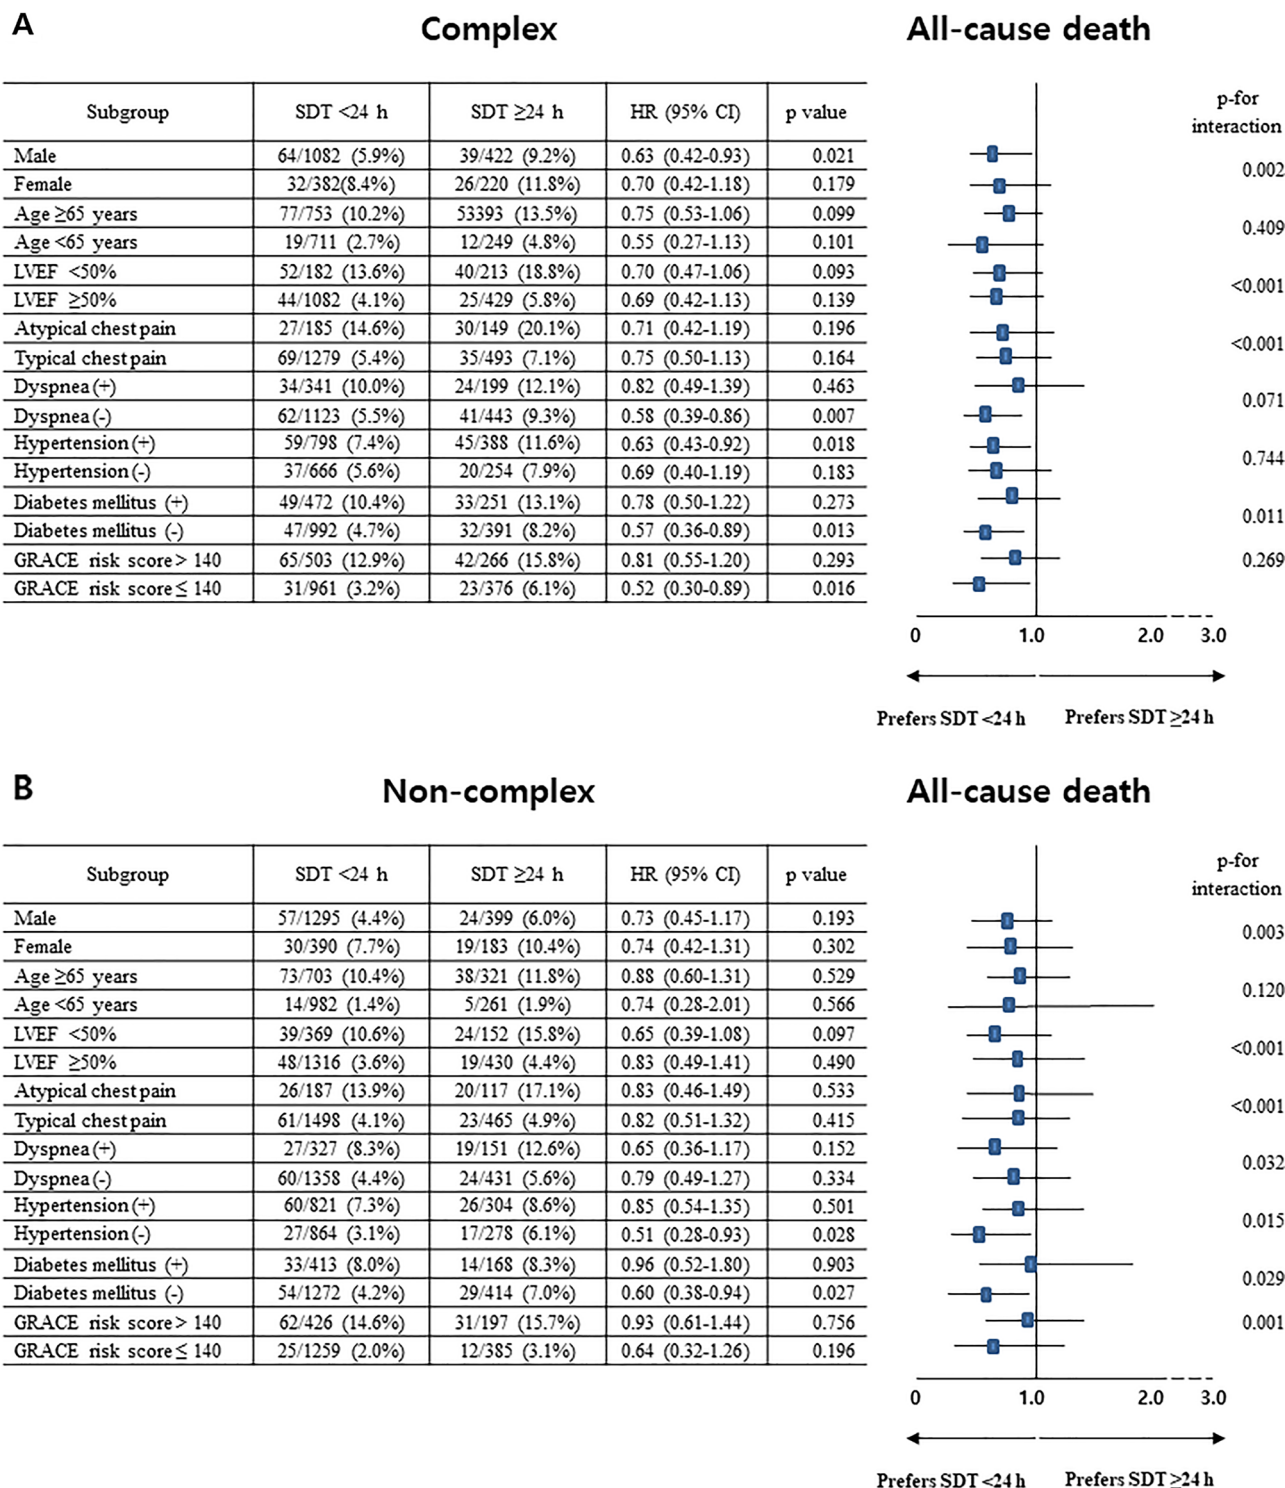 A
Complex
All-cause death
Subgroup SDT <24 h SDT ≥24 h HR (95% CI) p value
p-for
interaction
Male 64/1082 (5.9%) 39/422 (9.2%) 0.63 (0.42-0.93) 0.021
0.002
Female 32/382(8.4%) 26/220 (11.8%) 0.70 (0.42-1.18) 0.179
Age ≥65 years 77/753 (10.2%) 53393 (13.5%) 0.75 (0.53-1.06) 0.099
0.409
Age <65 years 19/711 (2.7%) 12/249 (4.8%) 0.55 (0.27-1.13) 0.101
LVEF <50% 52/182 (13.6%) 40/213 (18.8%) 0.70 (0.47-1.06) 0.093
<0.001
LVEF ≥50% 44/1082 (4.1%) 25/429 (5.8%) 0.69 (0.42-1.13) 0.139
Atypical chest pain 27/185 (14.6%) 30/149 (20.1%) 0.71 (0.42-1.19) 0.196
<0.001
Typical chest pain 69/1279 (5.4%) 35/493 (7.1%) 0.75 (0.50-1.13) 0.164
Dyspnea (+) 34/341 (10.0%) 24/199 (12.1%) 0.82 (0.49-1.39) 0.463
0.071
Dyspnea (-) 62/1123 (5.5%) 41/443 (9.3%) 0.58 (0.39-0.86) 0.007
Hypertension (+) 59/798 (7.4%) 45/388 (11.6%) 0.63 (0.43-0.92) 0.018
0.744
Hypertension (-) 37/666 (5.6%) 20/254 (7.9%) 0.69 (0.40-1.19) 0.183
Diabetes mellitus (+) 49/472 (10.4%) 33/251 (13.1%) 0.78 (0.50-1.22) 0.273
0.011
Diabetes mellitus (-) 47/992 (4.7%) 32/391 (8.2%) 0.57 (0.36-0.89) 0.013
GRACE risk score > 140 65/503 (12.9%) 42/266 (15.8%) 0.81 (0.55-1.20) 0.293
0.269
GRACE risk score ≤ 140 31/961 (3.2%) 23/376 (6.1%) 0.52 (0.30-0.89) 0.016
0 1.0 2.0 3.0
Prefers SDT <24 h Prefers SDT ≥24 h
B
Non-complex
All-cause death
Subgroup SDT <24 h SDT ≥24 h HR (95% CI) p value
p-for
interaction
Male 57/1295 (4.4%) 24/399 (6.0%) 0.73 (0.45-1.17) 0.193
0.003
Female 30/390 (7.7%) 19/183 (10.4%) 0.74 (0.42-1.31) 0.302
Age ≥65 years 73/703 (10.4%) 38/321 (11.8%) 0.88 (0.60-1.31) 0.529
0.120
Age <65 years 14/982 (1.4%) 5/261 (1.9%) 0.74 (0.28-2.01) 0.566
LVEF <50% 39/369 (10.6%) 24/152 (15.8%) 0.65 (0.39-1.08) 0.097
<0.001
LVEF ≥50% 48/1316 (3.6%) 19/430 (4.4%) 0.83 (0.49-1.41) 0.490
Atypical chest pain 26/187 (13.9%) 20/117 (17.1%) 0.83 (0.46-1.49) 0.533
<0.001
Typical chest pain 61/1498 (4.1%) 23/465 (4.9%) 0.82 (0.51-1.32) 0.415
Dyspnea (+) 27/327 (8.3%) 19/151 (12.6%) 0.65 (0.36-1.17) 0.152
0.032
Dyspnea (-) 60/1358 (4.4%) 24/431 (5.6%) 0.79 (0.49-1.27) 0.334
Hypertension (+) 60/821 (7.3%) 26/304 (8.6%) 0.85 (0.54-1.35) 0.501
0.015
Hypertension (-) 27/864 (3.1%) 17/278 (6.1%) 0.51 (0.28-0.93) 0.028
Diabetes mellitus (+) 33/413 (8.0%) 14/168 (8.3%) 0.96 (0.52-1.80) 0.903
0.029
Diabetes mellitus (-) 54/1272 (4.2%) 29/414 (7.0%) 0.60 (0.38-0.94) 0.027
GRACE risk score > 140 62/426 (14.6%) 31/197 (15.7%) 0.93 (0.61-1.44) 0.756
0.001
GRACE risk score ≤ 140 25/1259 (2.0%) 12/385 (3.1%) 0.64 (0.32-1.26) 0.196
0 1.0 2.0 3.0
Prefers SDT <24 h Prefers SDT ≥24 h